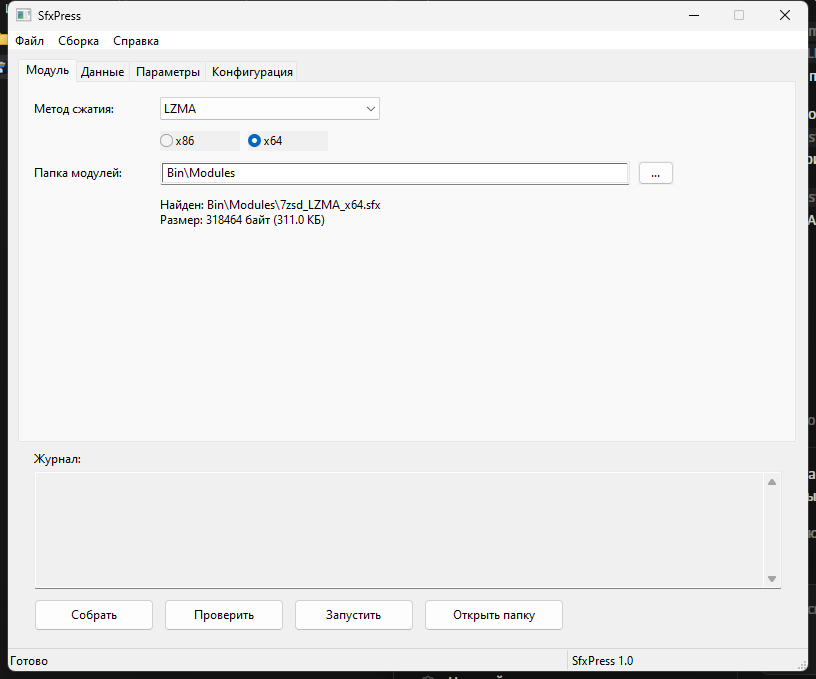 SfxPress
Файл Сборка Справка
Модуль Данные Параметры Конфигурация
Метод сжатия: LZMA
x86 x64
Папка модулей: Bin\Modules ...
Найден: Bin\Modules\7zsd_LZMA_x64.sfx
Размер: 318464 байт (311.0 КБ)
Журнал:
Собрать Проверить Запустить Открыть папку
Готово SfxPress 1.0